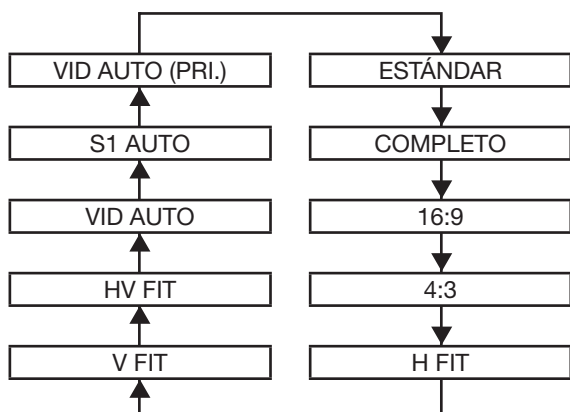 VID AUTO (PRI.)
S1 AUTO
VID AUTO
HV FIT
V FIT
ESTÁNDAR
COMPLETO
16:9
4:3
H FIT